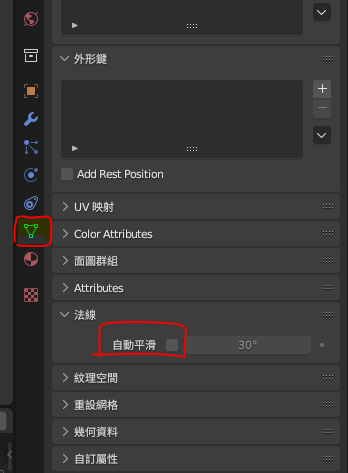 外形鍵
Add Rest Position
UV 映射
Color Attributes
面圖群組
Attributes
法線
自動平滑
30°
紋理空間
重設網格
幾何資料
自訂屬性